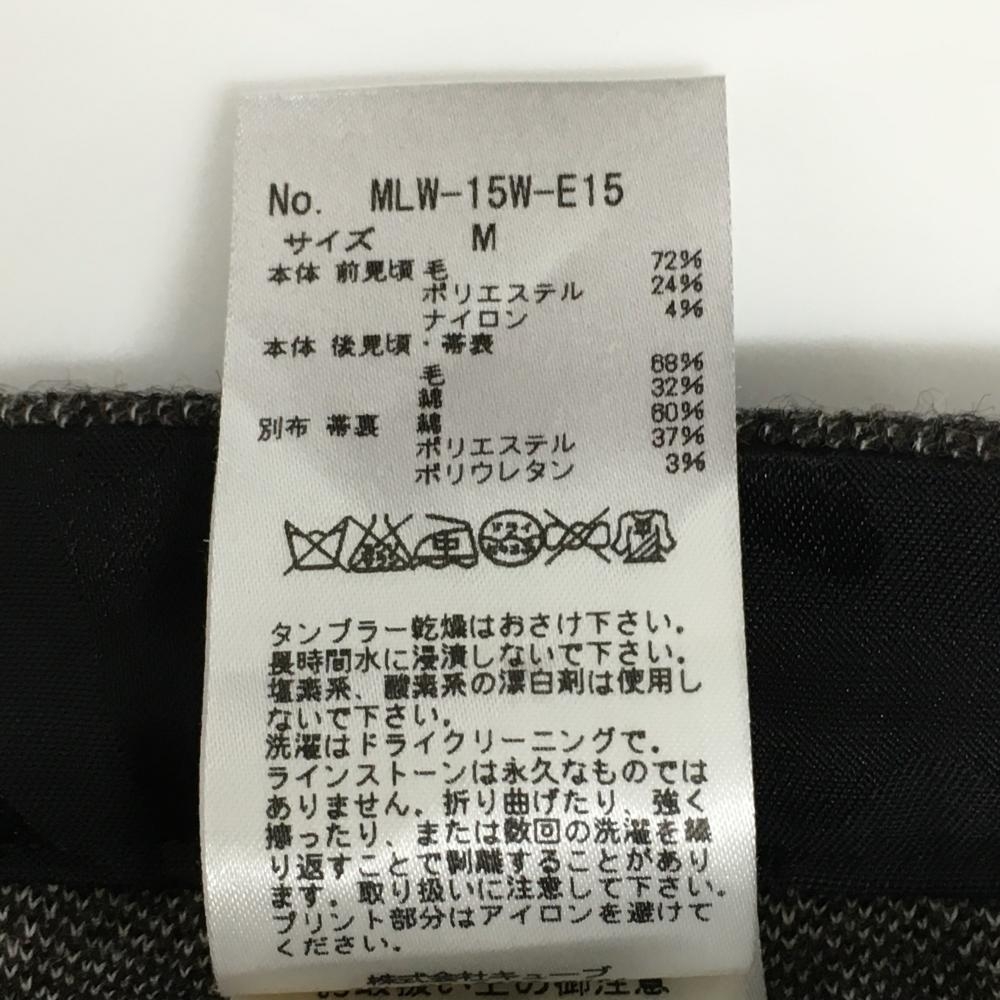 No. MLW-15W-E15
サイズ M
本体 前見頃 毛 72%
ポリエステル 24%
ナイロン 4%
本体 後見頃・帯表
毛 68%
綿 32%
別布 帯裏 綿 60%
ポリエステル 37%
ポリウレタン 3%
タンブラー乾燥はおさけ下さい。
長時間水に浸漬しないで下さい。
塩素系、酸素系の漂白剤は使用し
ないで下さい。
洗濯はドライクリーニングで。
ラインストーンは永久なものでは
ありません。折り曲げたり、強く
擦ったり、または数回の洗濯を繰
り返すことで剥離することがあり
ます。取り扱いに注意して下さい。
プリント部分はアイロンを避けて
ください。
株式会社キューブ
お取扱い上の御注意